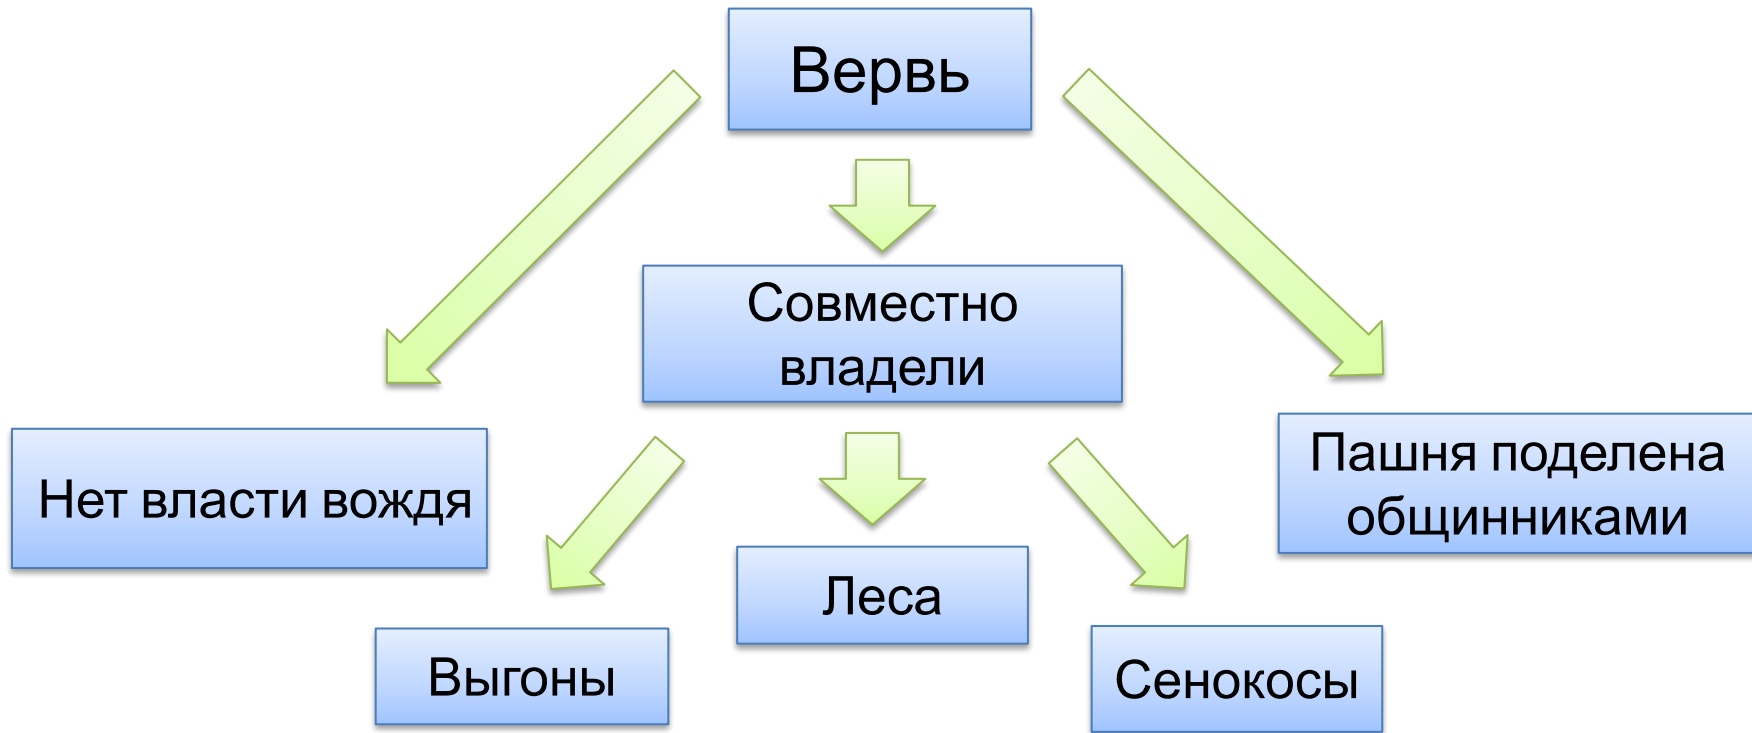 Вервь
Совместно
владели
Нет власти вождя
Пашня поделена
общинниками
Выгоны
Леса
Сенокосы